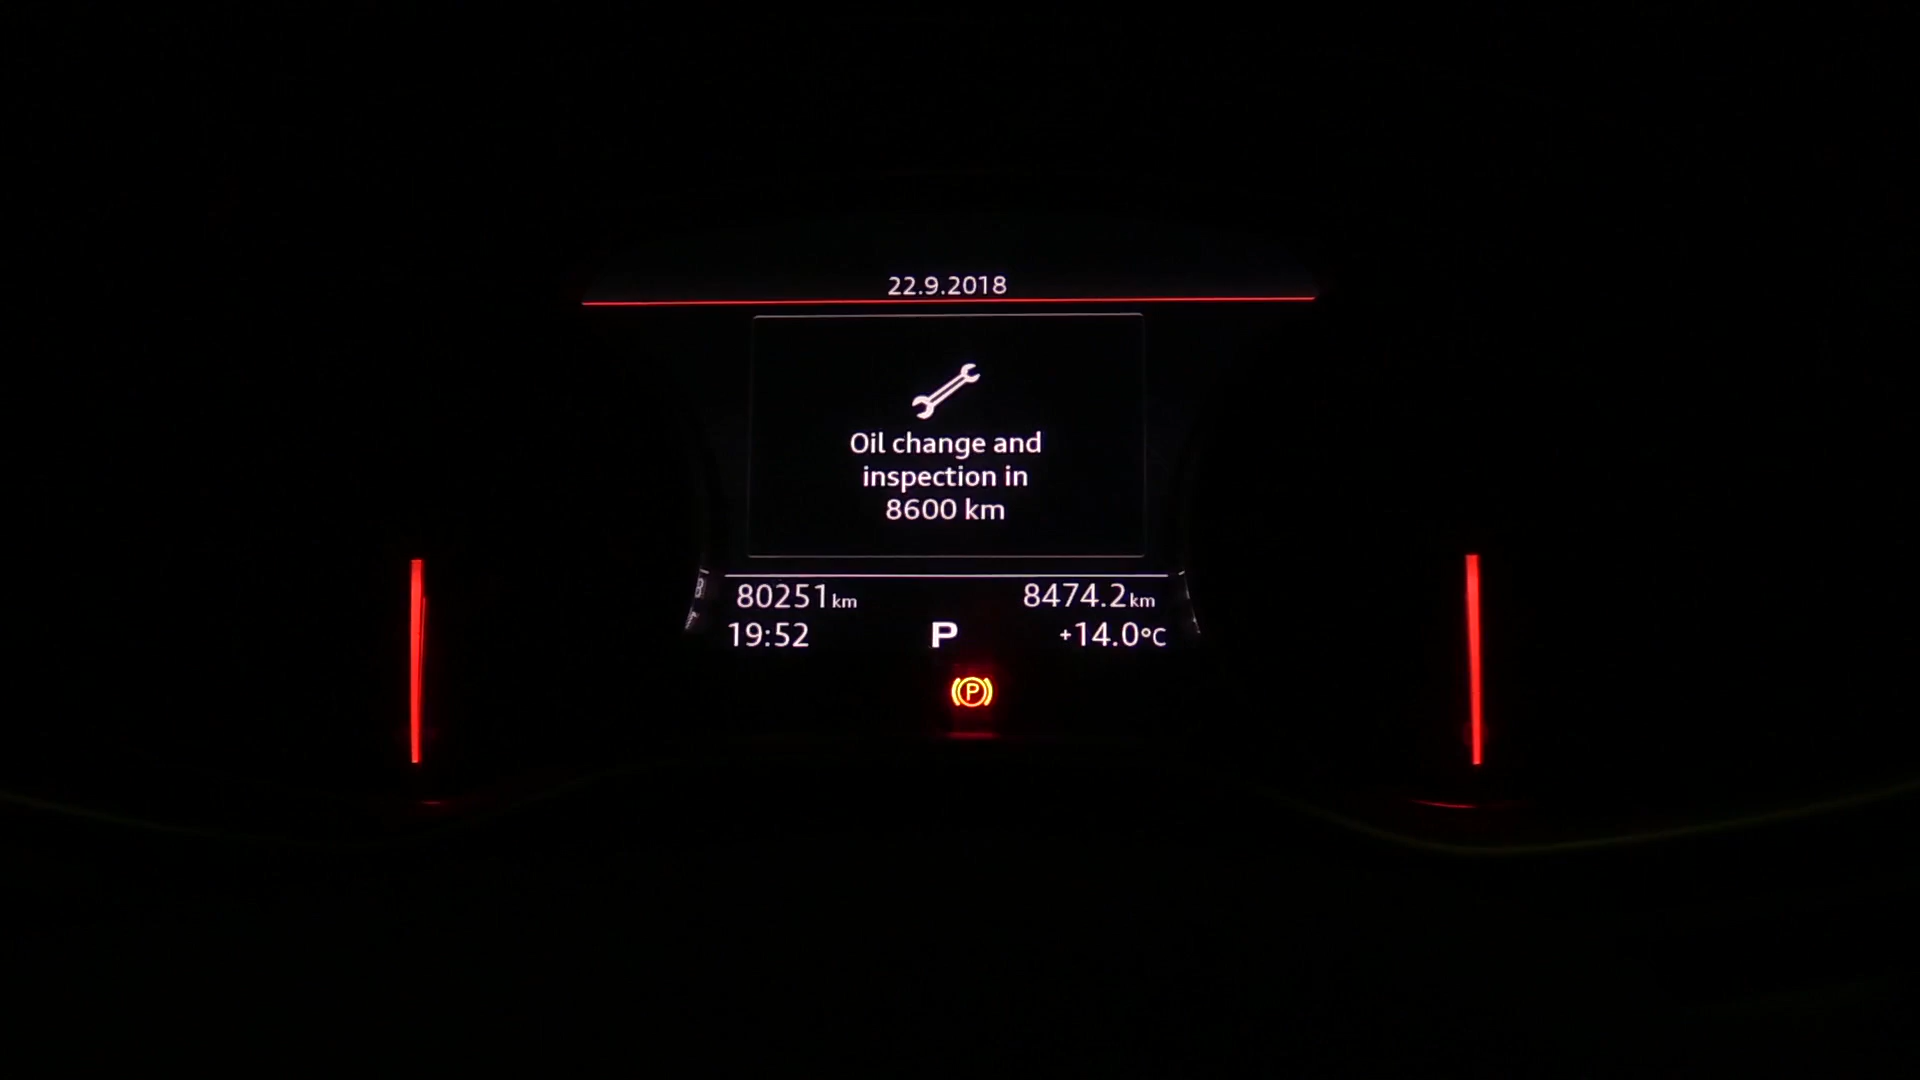 22.9.2018
Oil change and
inspection in
8600 km
80251km 8474.2km
19:52 P +14.0°C
P